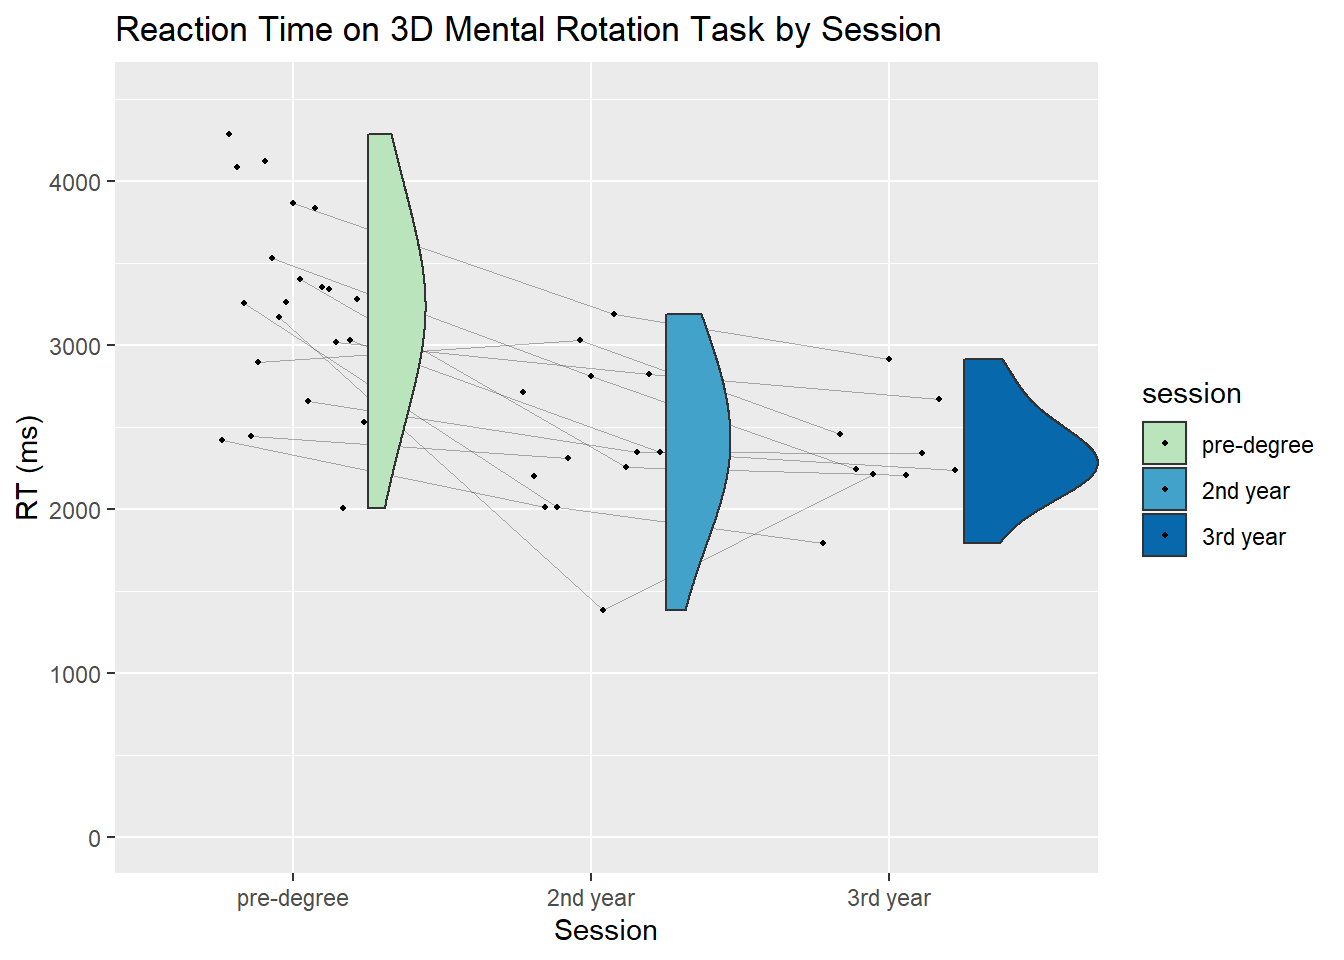 Reaction Time on 3D Mental Rotation Task by Session
RT (ms)
4000
3000
2000
1000
0
pre-degree
2nd year
3rd year
Session
session
pre-degree
2nd year
3rd year